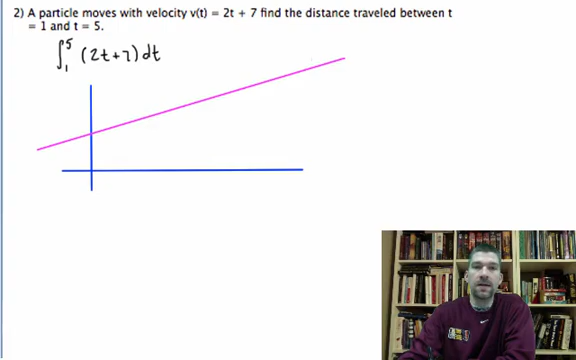 2) A particle moves with velocity v(t) = 2t + 7 find the distance traveled between t
= 1 and t = 5.
∫₁⁵ (2t+7) dt